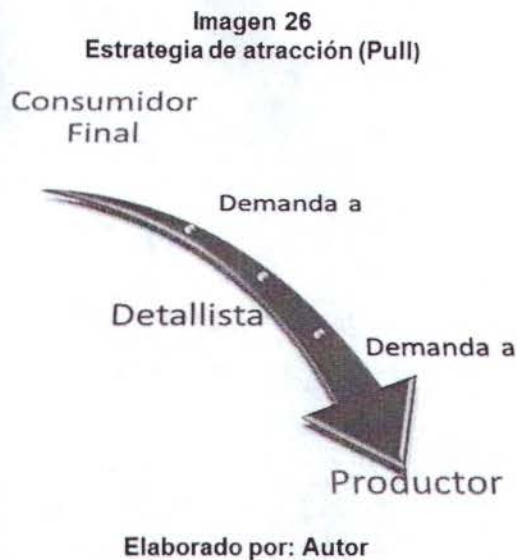 Imagen 26
Estrategia de atracción (Pull)
Consumidor
Final
Demanda a
Detallista
Demanda a
Productor
Elaborado por: Autor